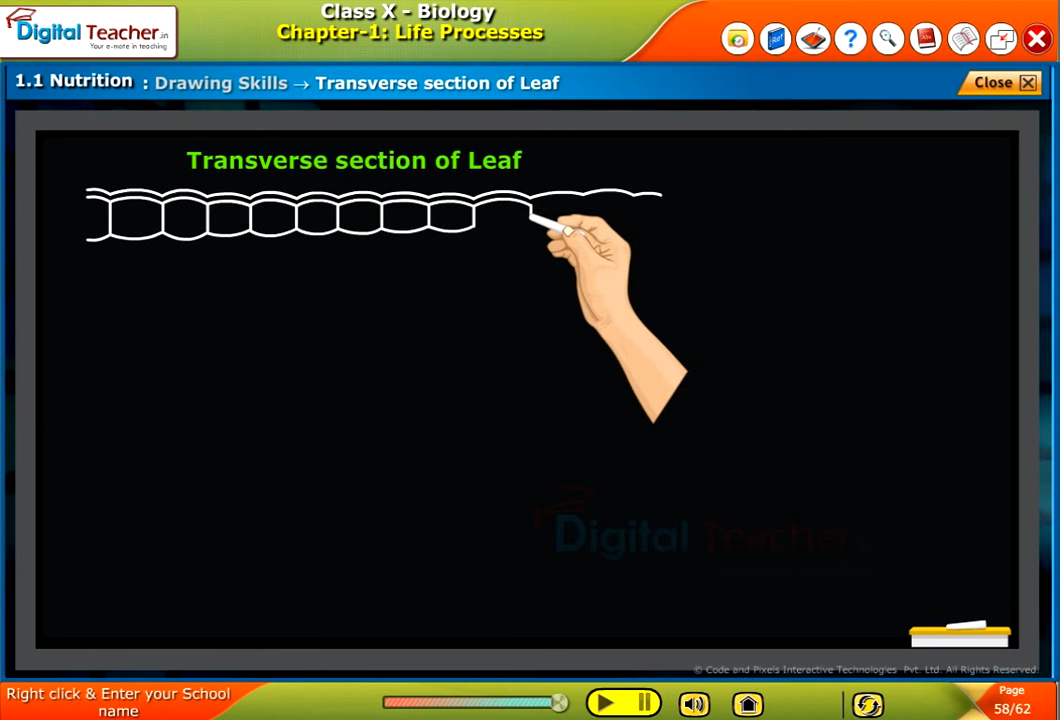 Digital Teacher.in
Your e-mate in teaching
Class X - Biology
Chapter-1: Life Processes
Ref
?
Abc
1.1 Nutrition : Drawing Skills → Transverse section of Leaf
Close
Transverse section of Leaf
Digital Teacher
© Code and Pixels Interactive Technologies Pvt. Ltd. All Rights Reserved
Right click & Enter your School
name
Page
58/62